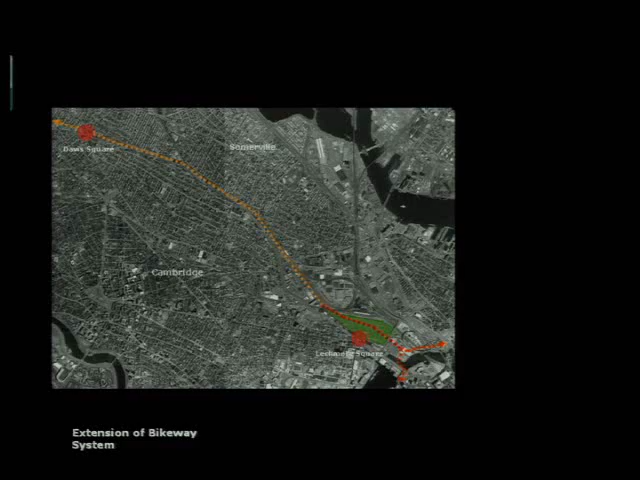 Davis Square
Somerville
Cambridge
Lechmere Square
Extension of Bikeway
System